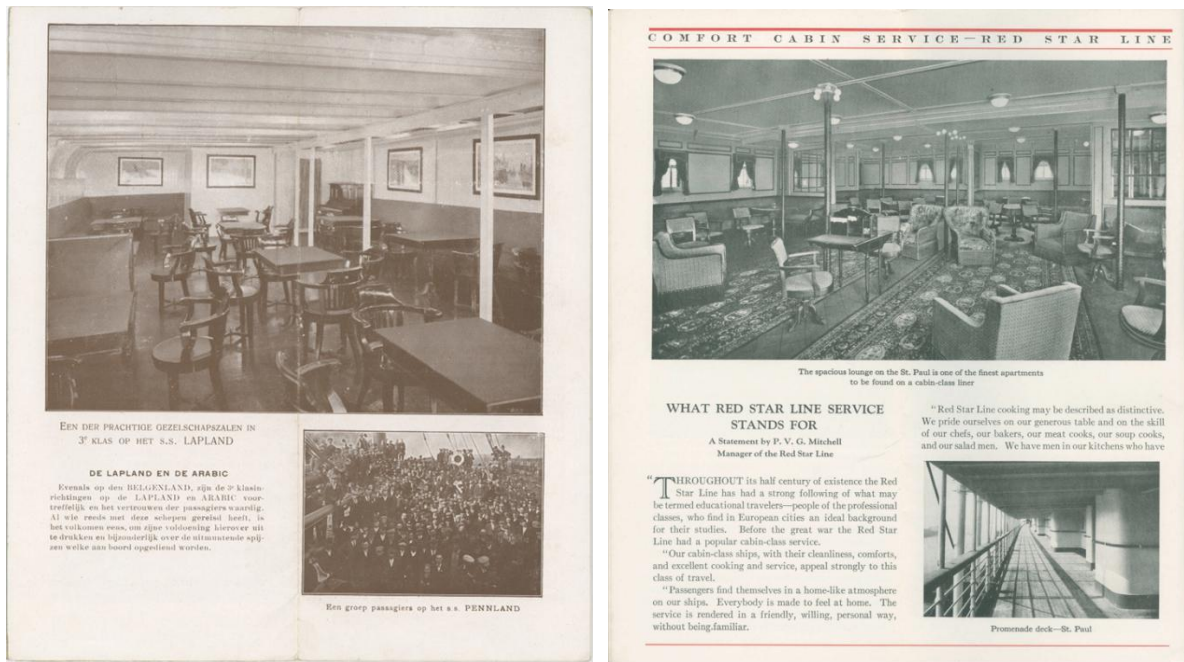 EEN DER PRACHTIGE GEZELSCHAPSZALEN IN
3e KLAS OP HET S.S. LAPLAND
DE LAPLAND EN DE ARABIC
Evenals op den BELGENLAND, zijn de 3e klasin-
richtingen op de LAPLAND en ARABIC voor-
treffelijk en het vertrouwen der passagiers waardig.
Al wie reeds met deze schepen gereisd heeft, is
het volkomen eens, om zijne voldoening hierover uit
te drukken en bijzonderlijk over de uitmuntende spij-
zen welke aan boord opgediend worden.
Een groep passagiers op het s.s. PENNLAND
COMFORT CABIN SERVICE—RED STAR LINE
The spacious lounge on the St. Paul is one of the finest apartments
to be found on a cabin-class liner
WHAT RED STAR LINE SERVICE
STANDS FOR
A Statement by P. V. G. Mitchell
Manager of the Red Star Line
"THROUGHOUT its half century of existence the Red
Star Line has had a strong following of what may
be termed educational travelers—people of the professional
classes, who find in European cities an ideal background
for their studies. Before the great war the Red Star
Line had a popular cabin-class service.
"Our cabin-class ships, with their cleanliness, comforts,
and excellent cooking and service, appeal strongly to this
class of travel.
"Passengers find themselves in a home-like atmosphere
on our ships. Everybody is made to feel at home. The
service is rendered in a friendly, willing, personal way,
without being familiar.
"Red Star Line cooking may be described as distinctive.
We pride ourselves on our generous table and on the skill
of our chefs, our bakers, our meat cooks, our soup cooks,
and our salad men. We have men in our kitchens who have
Promenade deck—St. Paul